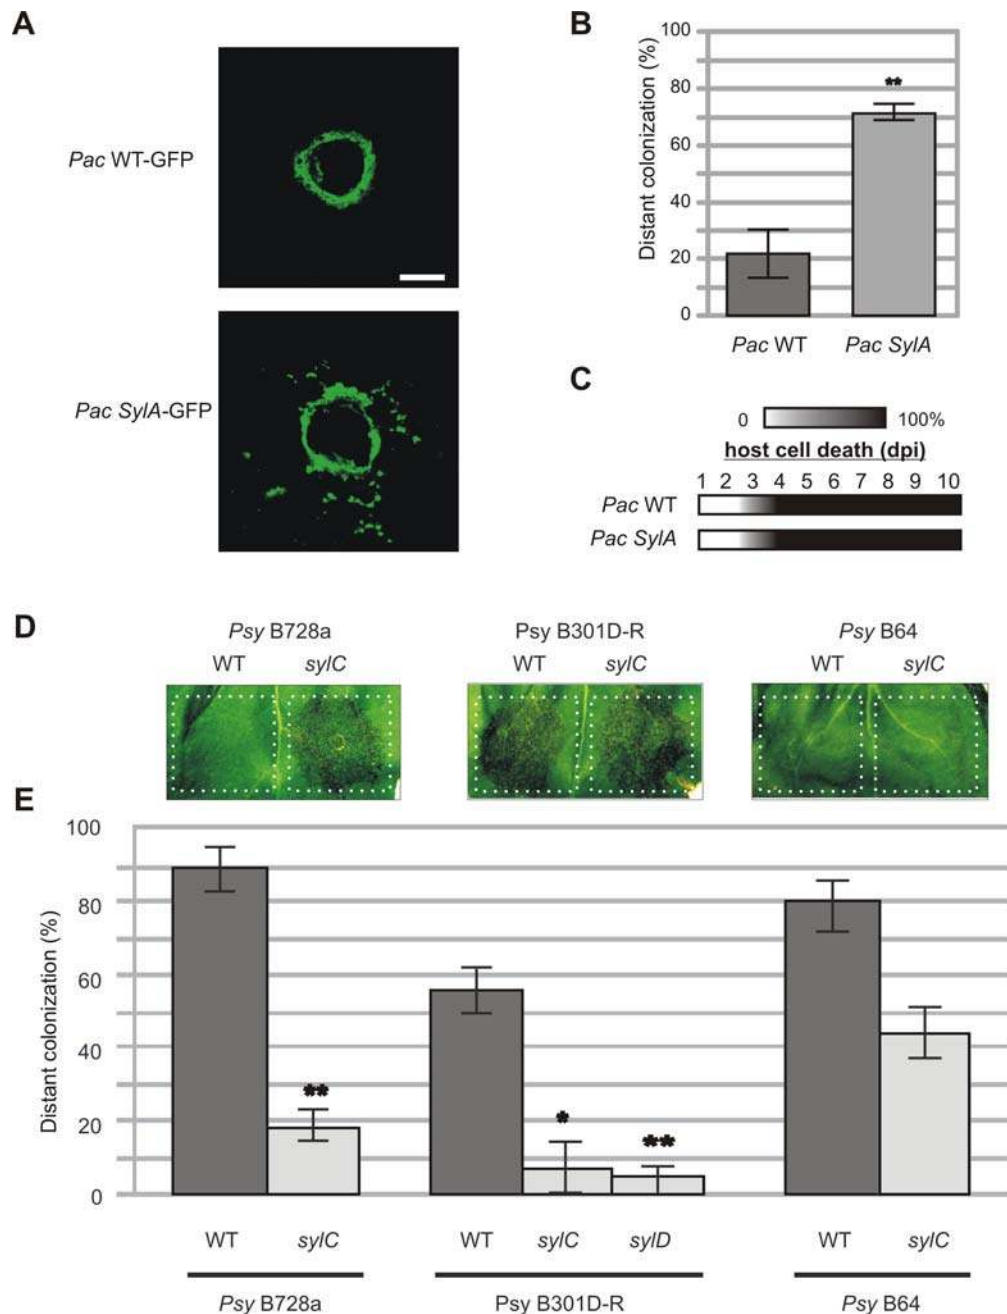 A
Pac WT-GFP
Pac SylA-GFP
B
Distant colonization (%)
100
80
60
40
20
0
**
Pac WT
Pac SylA
C
0
100%
host cell death (dpi)
1 2 3 4 5 6 7 8 9 10
Pac WT
Pac SylA
D
Psy B728a
Psy B301D-R
Psy B64
WT sylC
WT sylC
WT sylC
E
Distant colonization (%)
100
80
60
40
20
0
**
*
**
WT sylC
WT sylC sylD
WT sylC
Psy B728a
Psy B301D-R
Psy B64